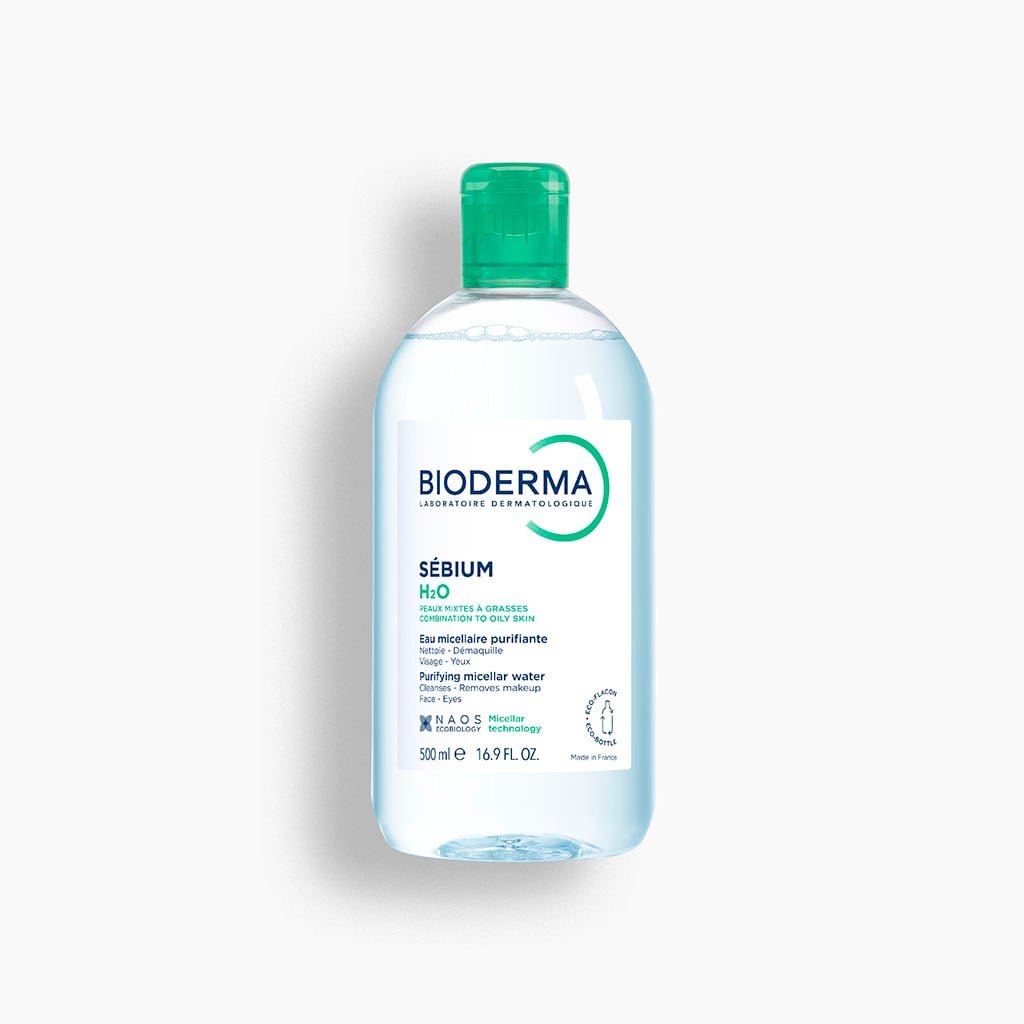 BIODERMA
LABORATOIRE DERMATOLOGIQUE
SÉBIUM
H₂O
PEAUX MIXTES À GRASSES
COMBINATION TO OILY SKIN
Eau micellaire purifiante
Nettoie - Démaquille
Visage - Yeux
Purifying micellar water
Cleanses - Removes makeup
Face - Eyes
NAOS
ECOBIOLOGY
Micellar
technology
ECO-FLACON
ECO-BOTTLE
500 ml ℮ 16.9 FL. OZ.
Made in France